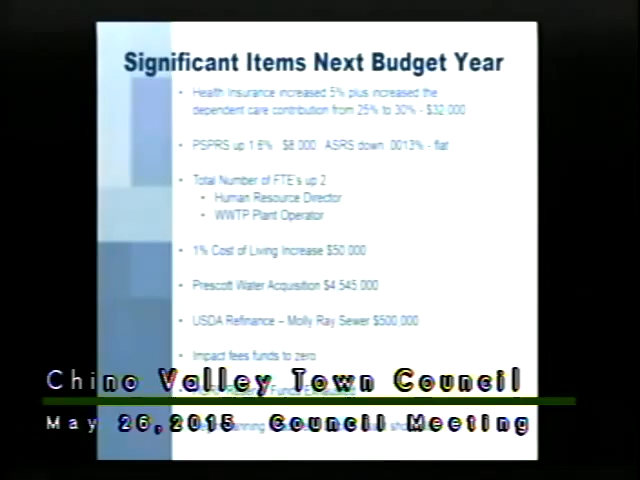 Significant Items Next Budget Year
• Health Insurance increased 5% plus increased the
dependent care contribution from 25% to 30% - $32,000
• PSPRS up 1.6% $8,000 ASRS down .0013% - flat
• Total Number of FTE's up 2
• Human Resource Director
• WWTP Plant Operator
• 1% Cost of Living Increase $50,000
• Prescott Water Acquisition $4,545,000
• USDA Refinance – Molly Ray Sewer $500,000
• Impact fees funds to zero
Chino Valley Town Council
May 26,2015 Council Meeting